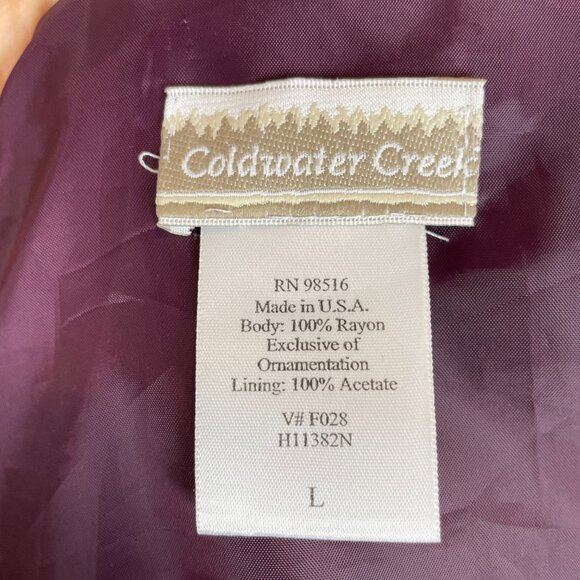 Coldwater Creek
RN 98516
Made in U.S.A.
Body: 100% Rayon
Exclusive of
Ornamentation
Lining: 100% Acetate
V# F028
H11382N
L